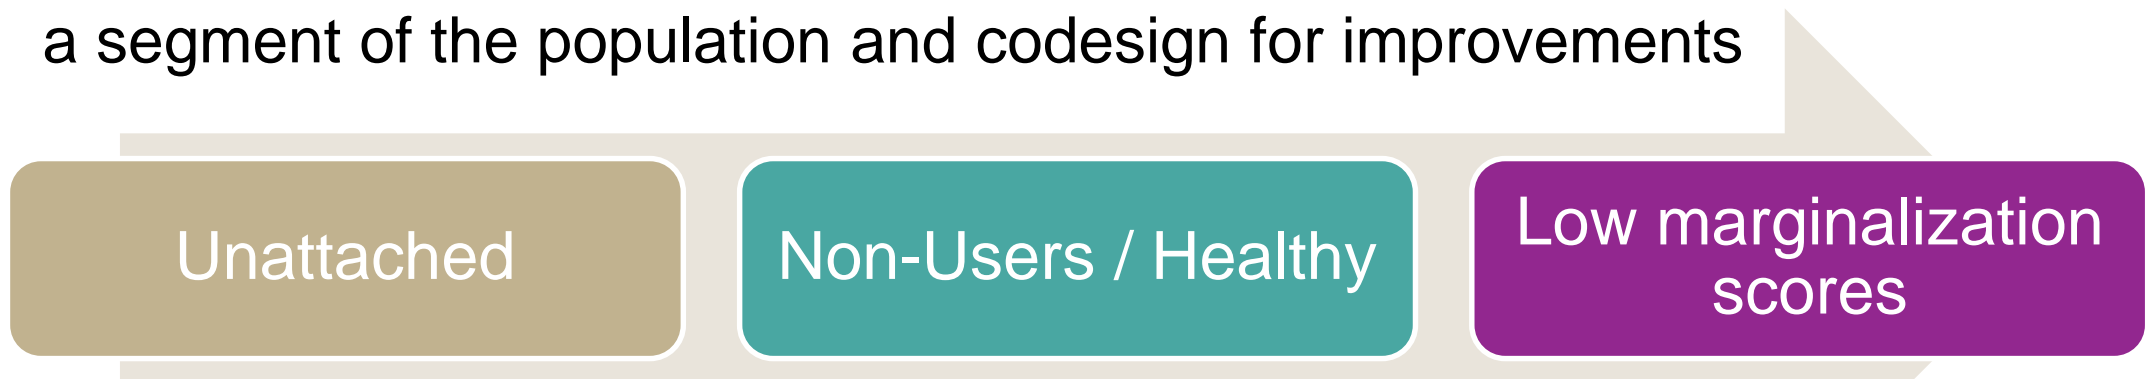 a segment of the population and codesign for improvements
Unattached
Non-Users / Healthy
Low marginalization
scores